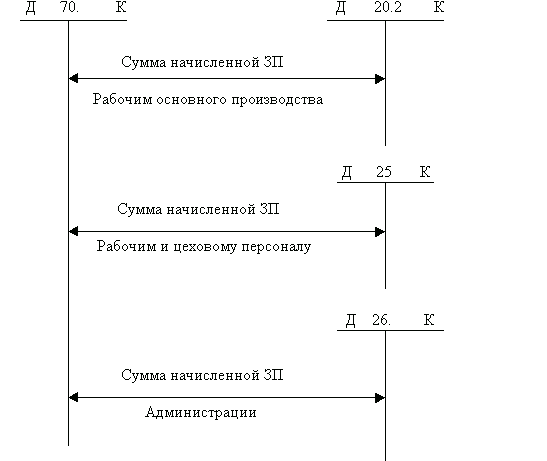 Д 70. К
Д 20.2 К
Сумма начисленной ЗП
Рабочим основного производства
Д 25 К
Сумма начисленной ЗП
Рабочим и цеховому персоналу
Д 26. К
Сумма начисленной ЗП
Администрации